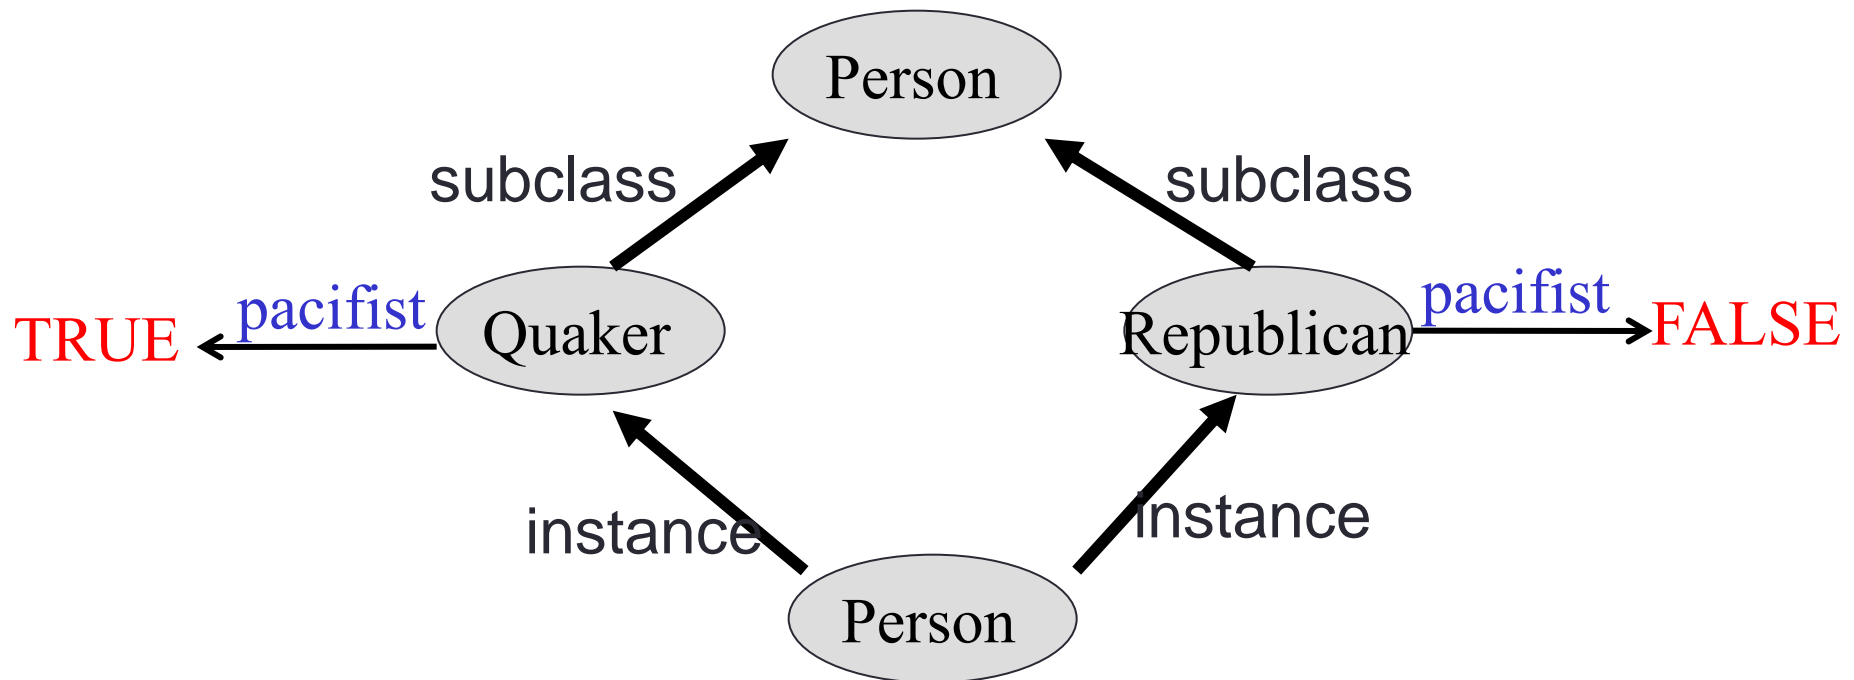 Person
subclass
subclass
pacifist
pacifist
TRUE
Quaker
Republican
FALSE
instance
instance
Person